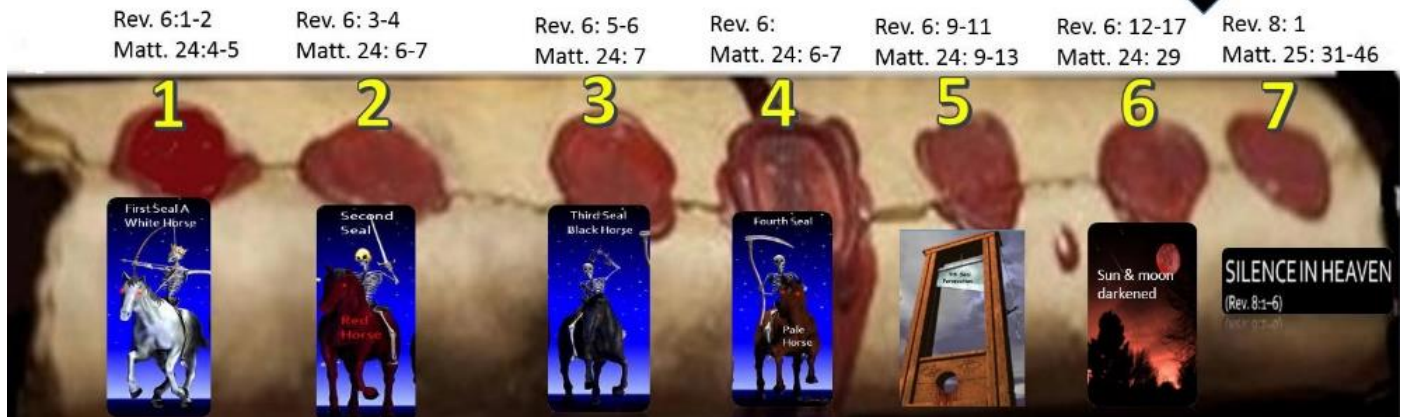 Rev. 6:1-2
Matt. 24:4-5
Rev. 6: 3-4
Matt. 24: 6-7
Rev. 6: 5-6
Matt. 24: 7
Rev. 6:
Matt. 24: 6-7
Rev. 6: 9-11
Matt. 24: 9-13
Rev. 6: 12-17
Matt. 24: 29
Rev. 8: 1
Matt. 25: 31-46
1
2
3
4
5
6
7
First Seal A
White Horse
Second
Seal
Red
Horse
Third Seal
Black Horse
Fourth Seal
Pale
Horse
Persecution
Sun & moon
darkened
SILENCE IN HEAVEN
(Rev. 8:1-6)